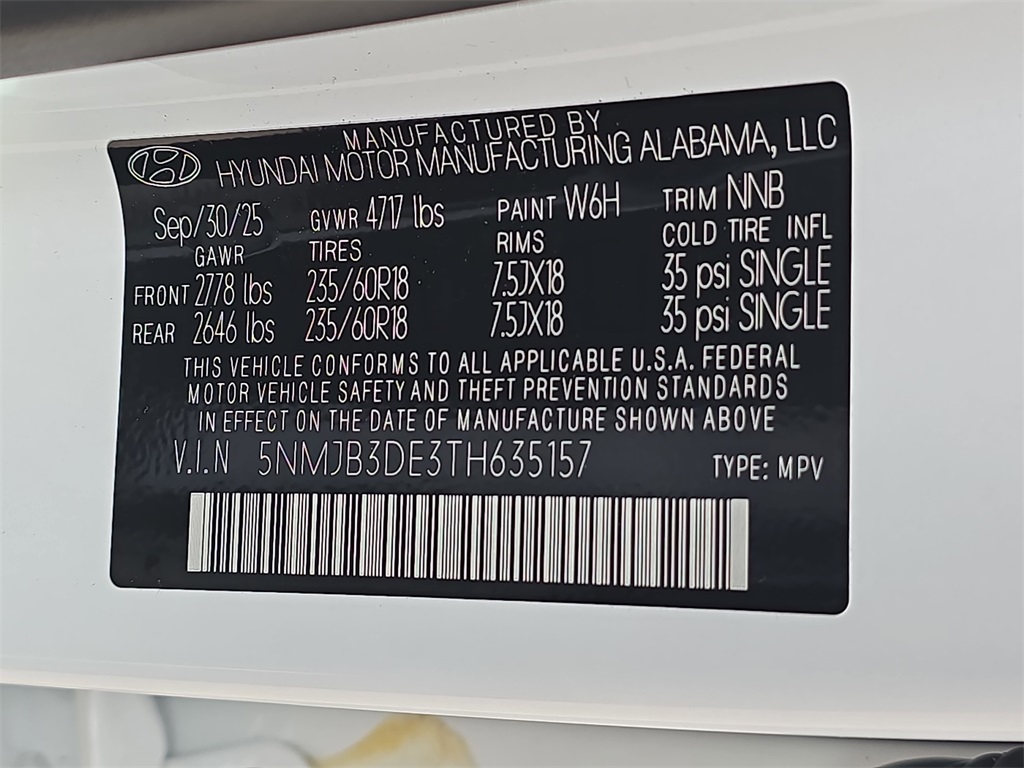 MANUFACTURED BY
HYUNDAI MOTOR MANUFACTURING ALABAMA, LLC
Sep/30/25 GVWR 4717 lbs PAINT W6H TRIM NNB
GAWR TIRES RIMS COLD TIRE INFL
FRONT 2778 lbs 235/60R18 7.5JX18 35 psi SINGLE
REAR 2646 lbs 235/60R18 7.5JX18 35 psi SINGLE
THIS VEHICLE CONFORMS TO ALL APPLICABLE U.S.A. FEDERAL
MOTOR VEHICLE SAFETY AND THEFT PREVENTION STANDARDS
IN EFFECT ON THE DATE OF MANUFACTURE SHOWN ABOVE
V.I.N 5NMJB3DE3TH635157 TYPE: MPV